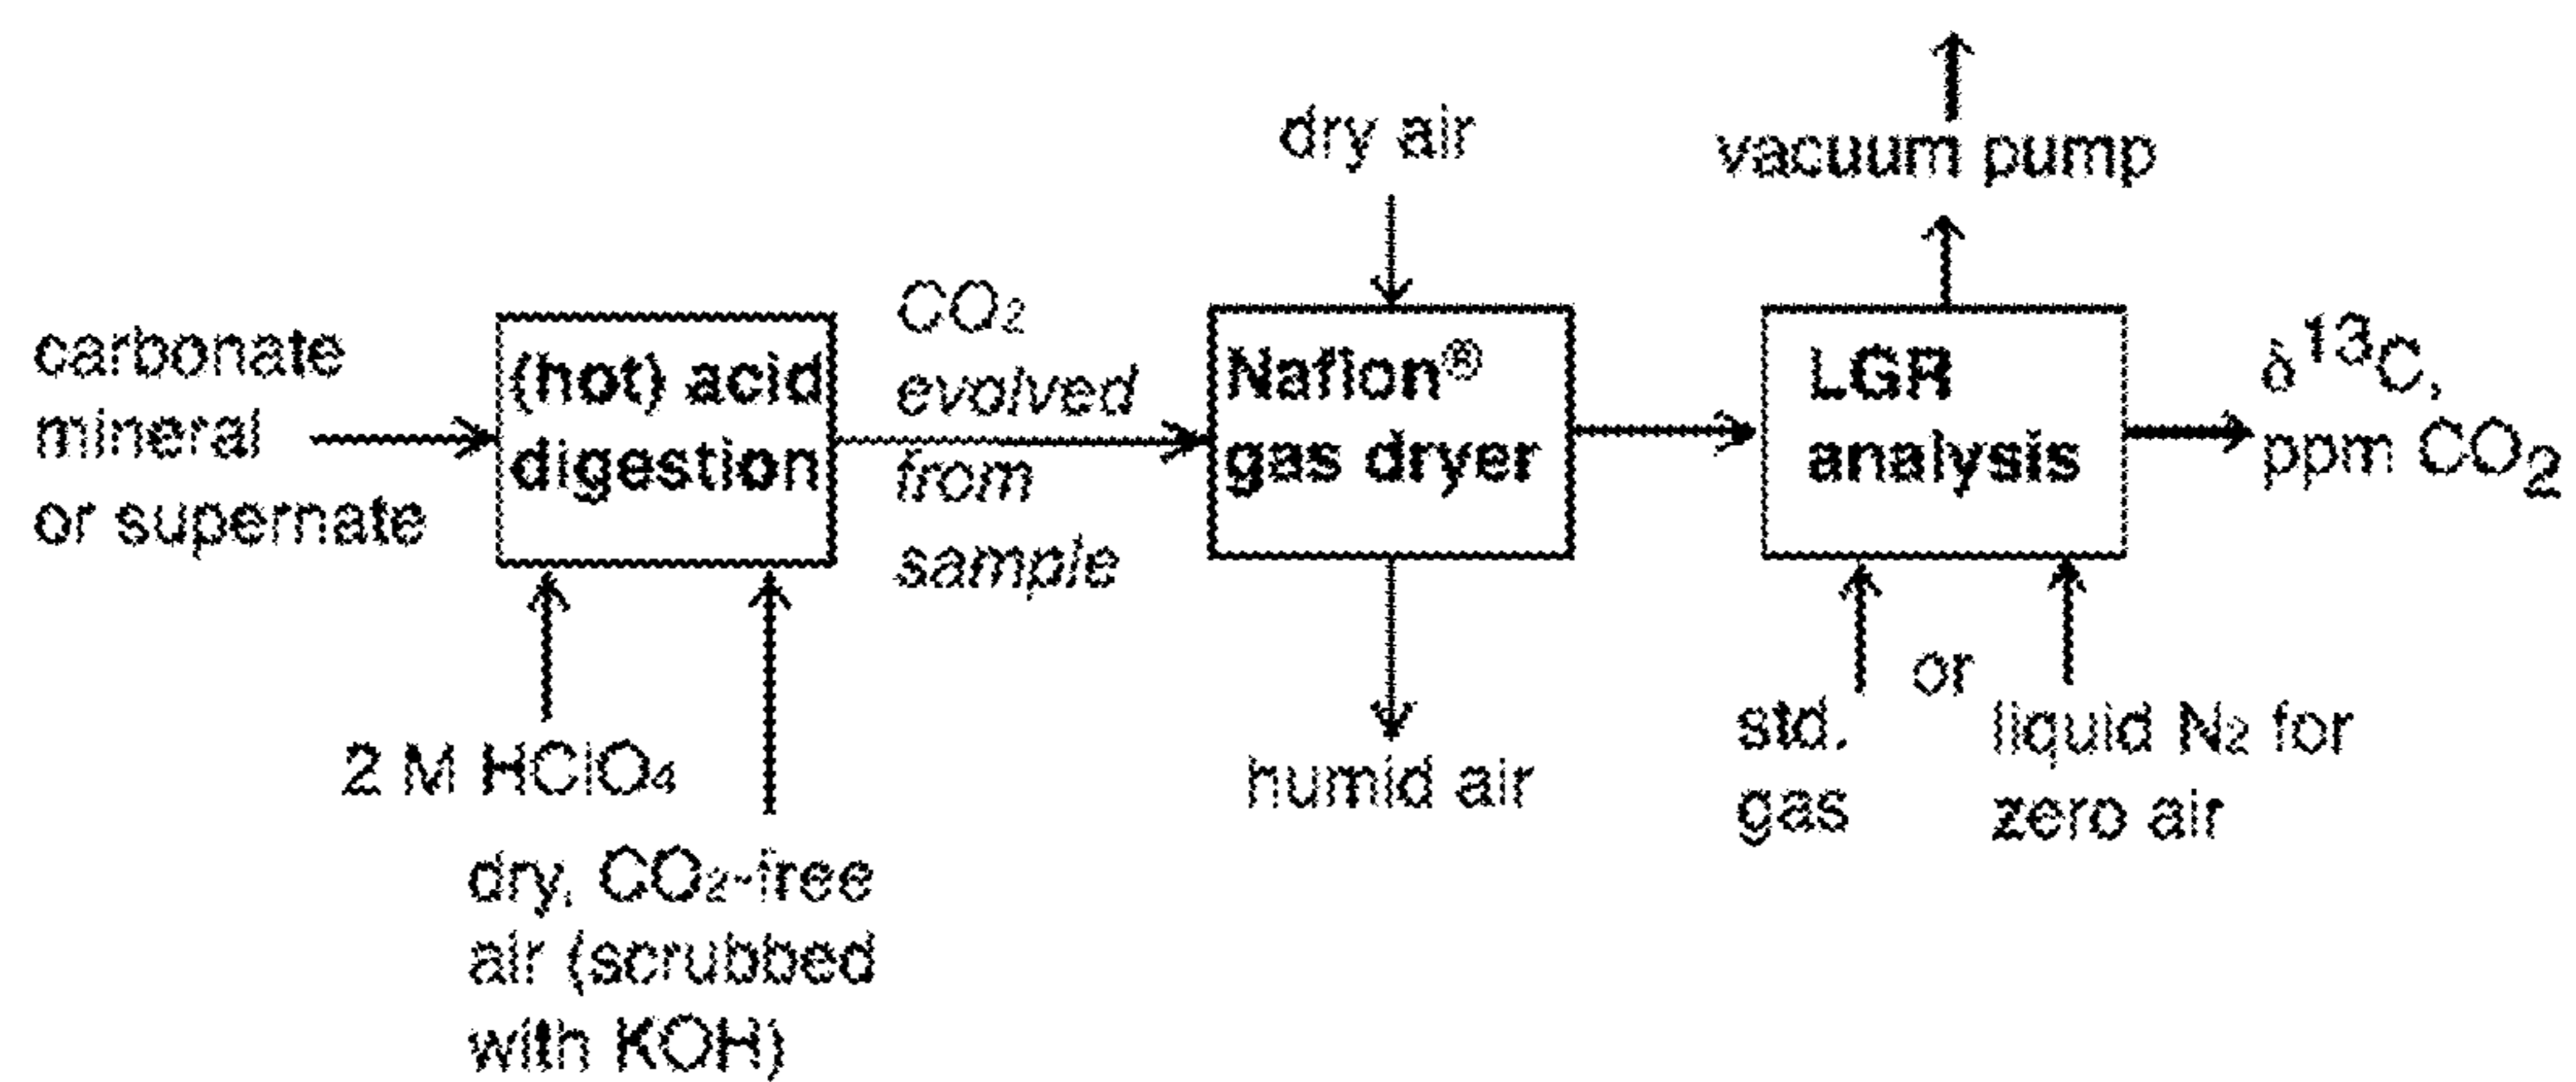 carbonate
mineral
or supernate
(hot) acid
digestion
2 M HClO₄
dry, CO₂-free
air (scrubbed
with KOH)
CO₂
evolved
from
sample
dry air
Nafion®
gas dryer
humid air
vacuum pump
LGR
analysis
std.
gas
or
liquid N₂ for
zero air
δ¹³C,
ppm CO₂